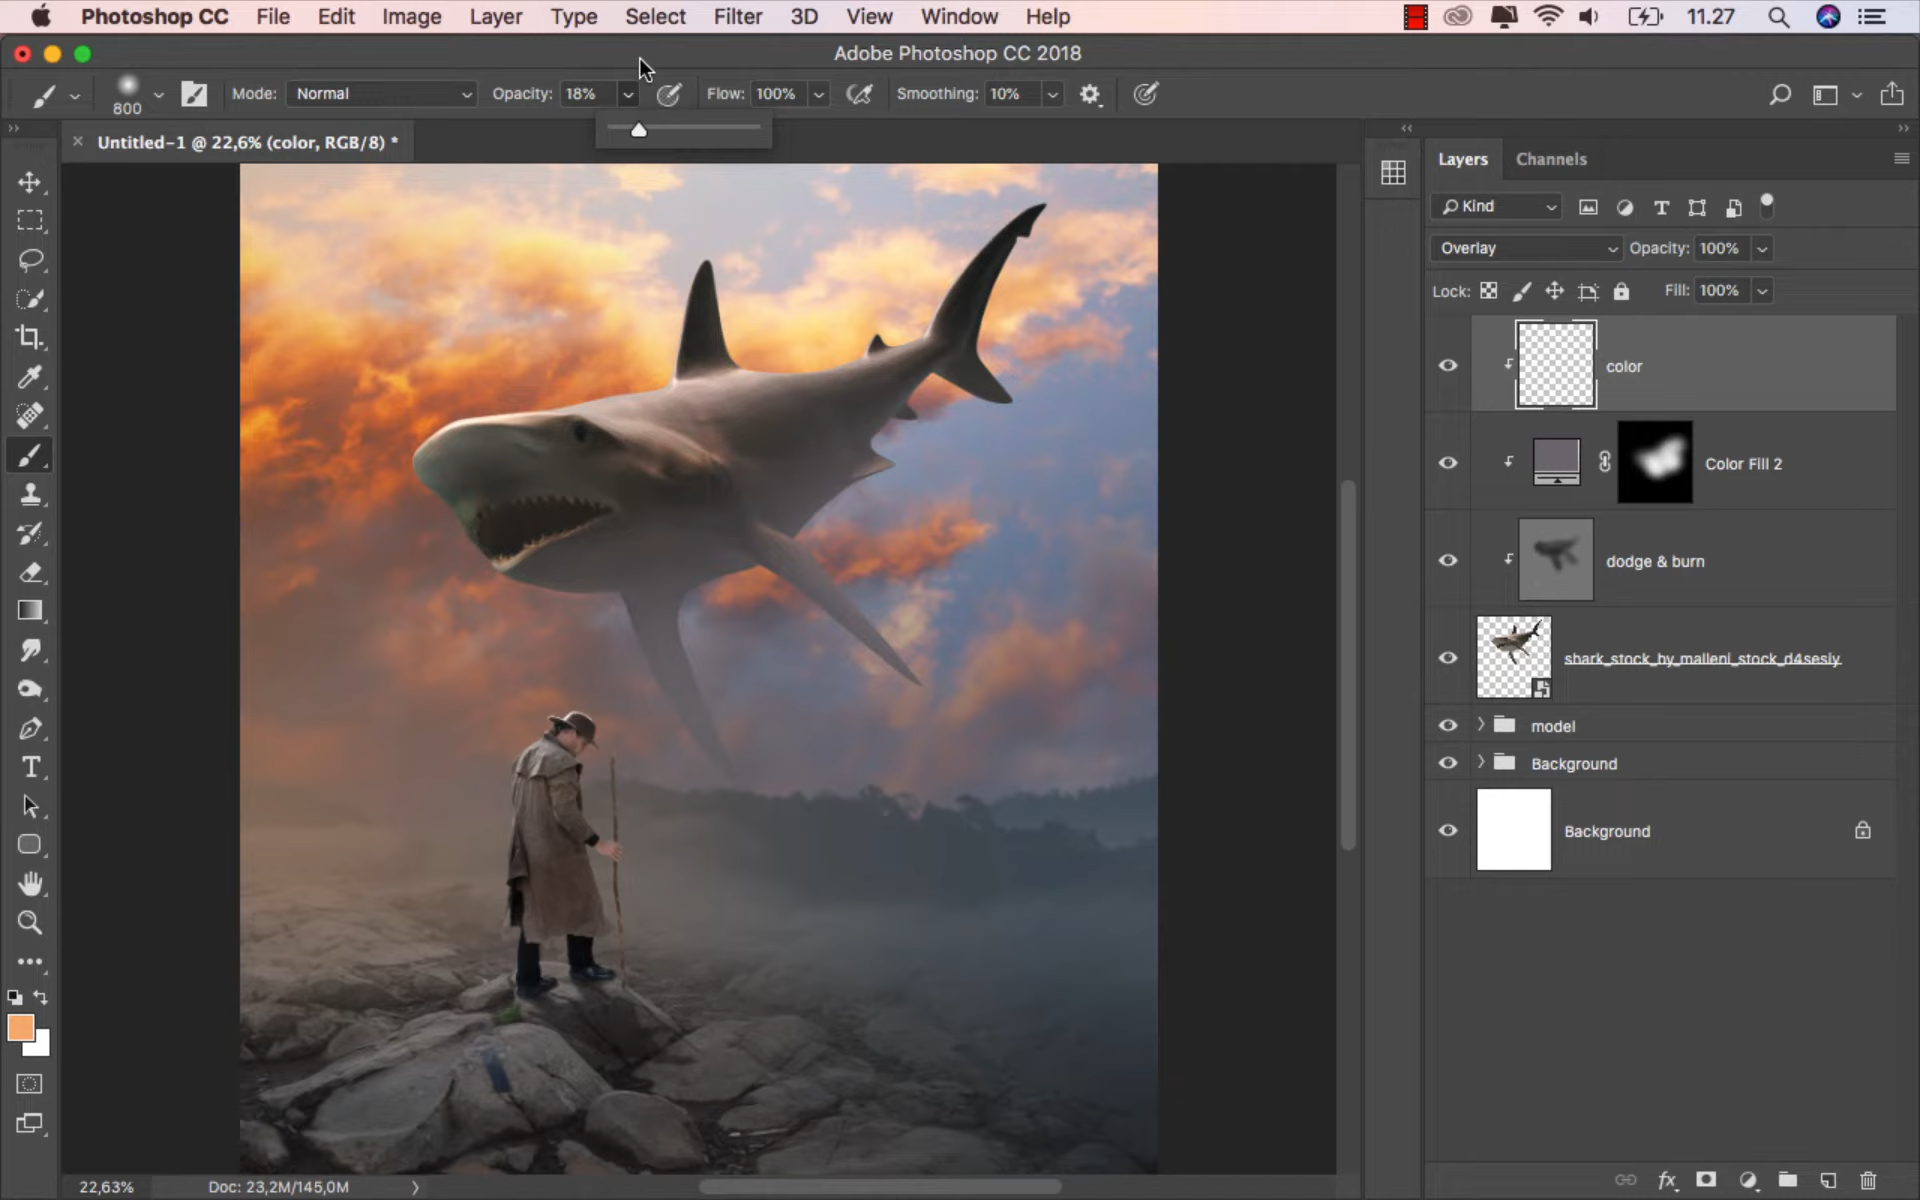 Photoshop CC File Edit Image Layer Type Select Filter 3D View Window Help 11.27
Adobe Photoshop CC 2018
800 Mode: Normal Opacity: 18% Flow: 100% Smoothing: 10%
Untitled-1 @ 22,6% (color, RGB/8) *
Layers Channels
Kind
Overlay Opacity: 100%
Lock: Fill: 100%
color
Color Fill 2
dodge & burn
shark_stock_by_malleni_stock_d4sesiy
model
Background
Background
22,63% Doc: 23,2M/145,0M